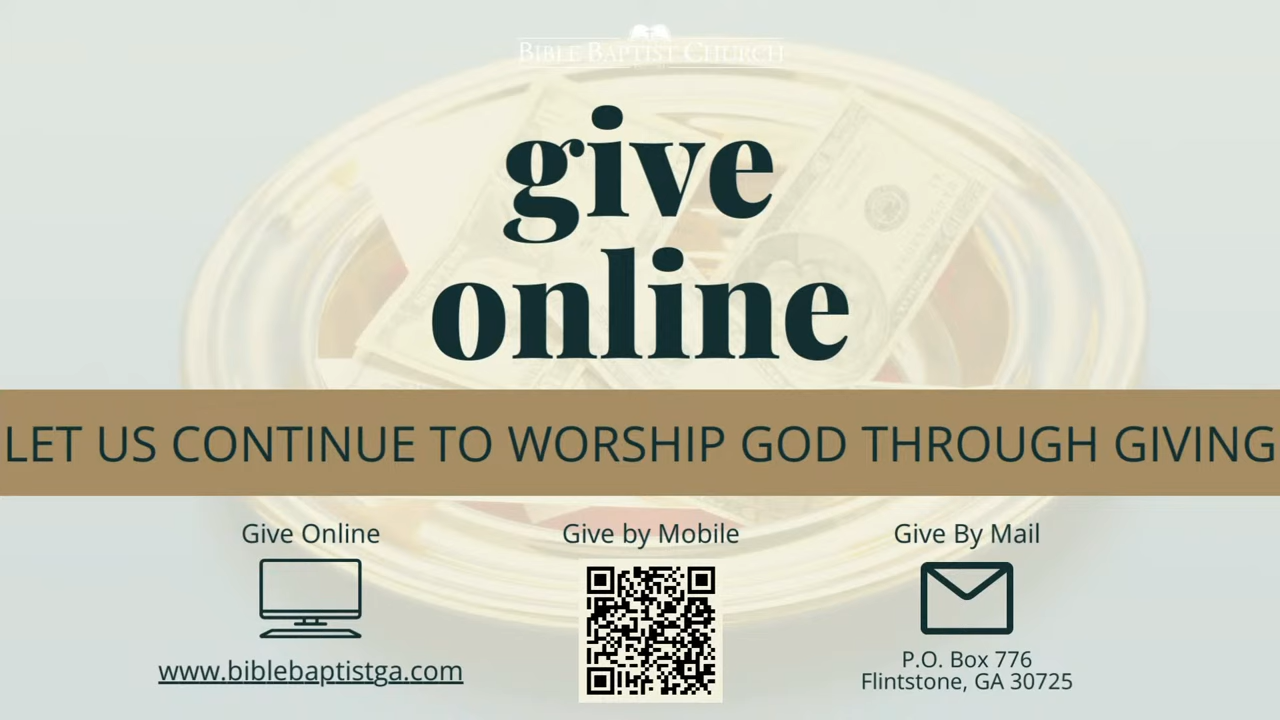 BIBLE BAPTIST CHURCH
give
online
LET US CONTINUE TO WORSHIP GOD THROUGH GIVING
Give Online
Give by Mobile
Give By Mail
www.biblebaptistga.com
P.O. Box 776
Flintstone, GA 30725